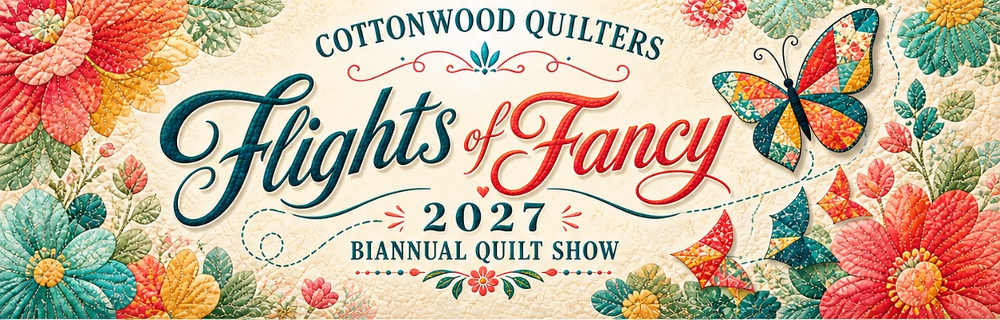 COTTONWOOD QUILTERS
Flights of Fancy
2027
BIANNUAL QUILT SHOW